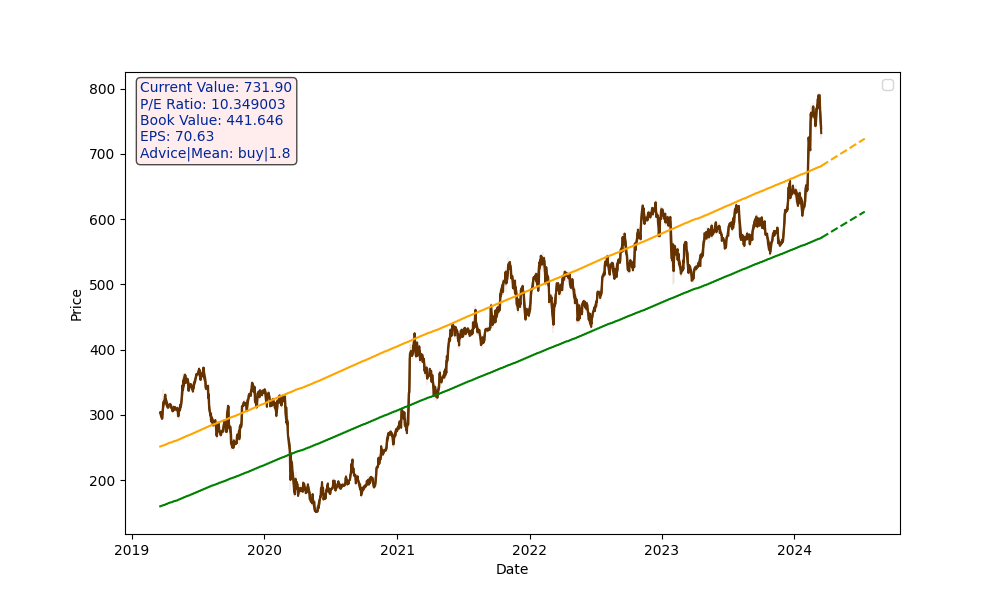 Current Value: 731.90
P/E Ratio: 10.349003
Book Value: 441.646
EPS: 70.63
Advice|Mean: buy|1.8
800
700
600
500
400
300
200
Price
2019 2020 2021 2022 2023 2024
Date